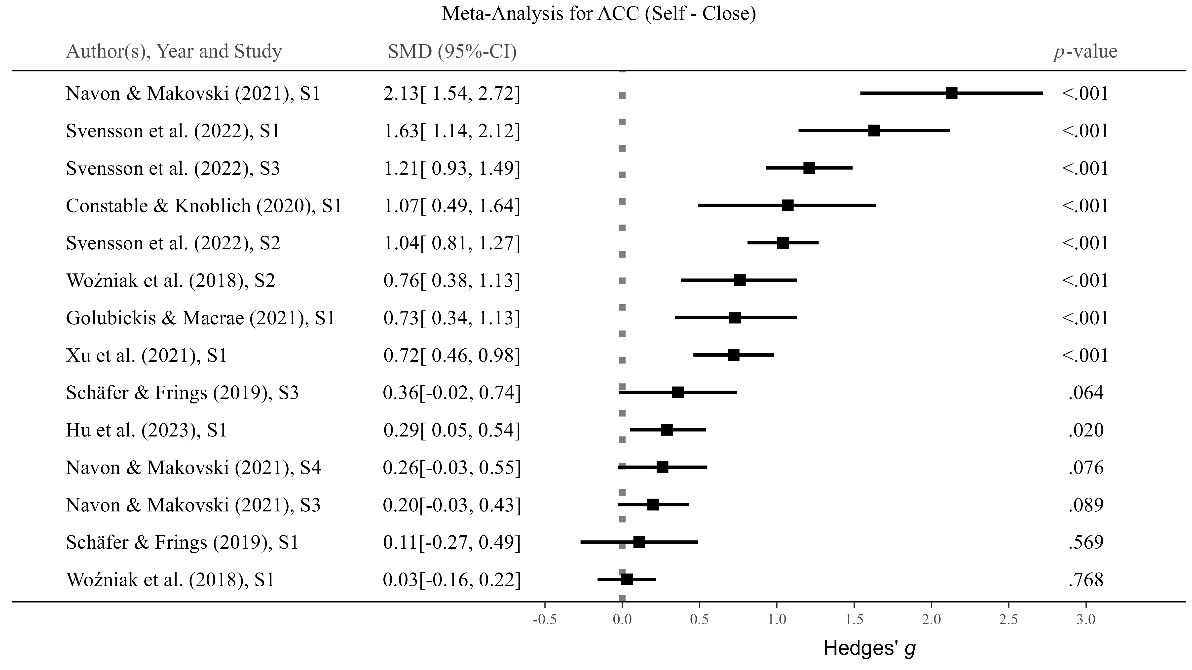 Meta-Analysis for ACC (Self - Close)
Author(s), Year and Study SMD (95%-CI) p-value
Navon & Makovski (2021), S1 2.13[ 1.54, 2.72] <.001
Svensson et al. (2022), S1 1.63[ 1.14, 2.12] <.001
Svensson et al. (2022), S3 1.21[ 0.93, 1.49] <.001
Constable & Knoblich (2020), S1 1.07[ 0.49, 1.64] <.001
Svensson et al. (2022), S2 1.04[ 0.81, 1.27] <.001
Woźniak et al. (2018), S2 0.76[ 0.38, 1.13] <.001
Golubickis & Macrae (2021), S1 0.73[ 0.34, 1.13] <.001
Xu et al. (2021), S1 0.72[ 0.46, 0.98] <.001
Schäfer & Frings (2019), S3 0.36[-0.02, 0.74] .064
Hu et al. (2023), S1 0.29[ 0.05, 0.54] .020
Navon & Makovski (2021), S4 0.26[-0.03, 0.55] .076
Navon & Makovski (2021), S3 0.20[-0.03, 0.43] .089
Schäfer & Frings (2019), S1 0.11[-0.27, 0.49] .569
Woźniak et al. (2018), S1 0.03[-0.16, 0.22] .768
-0.5 0.0 0.5 1.0 1.5 2.0 2.5 3.0
Hedges' g